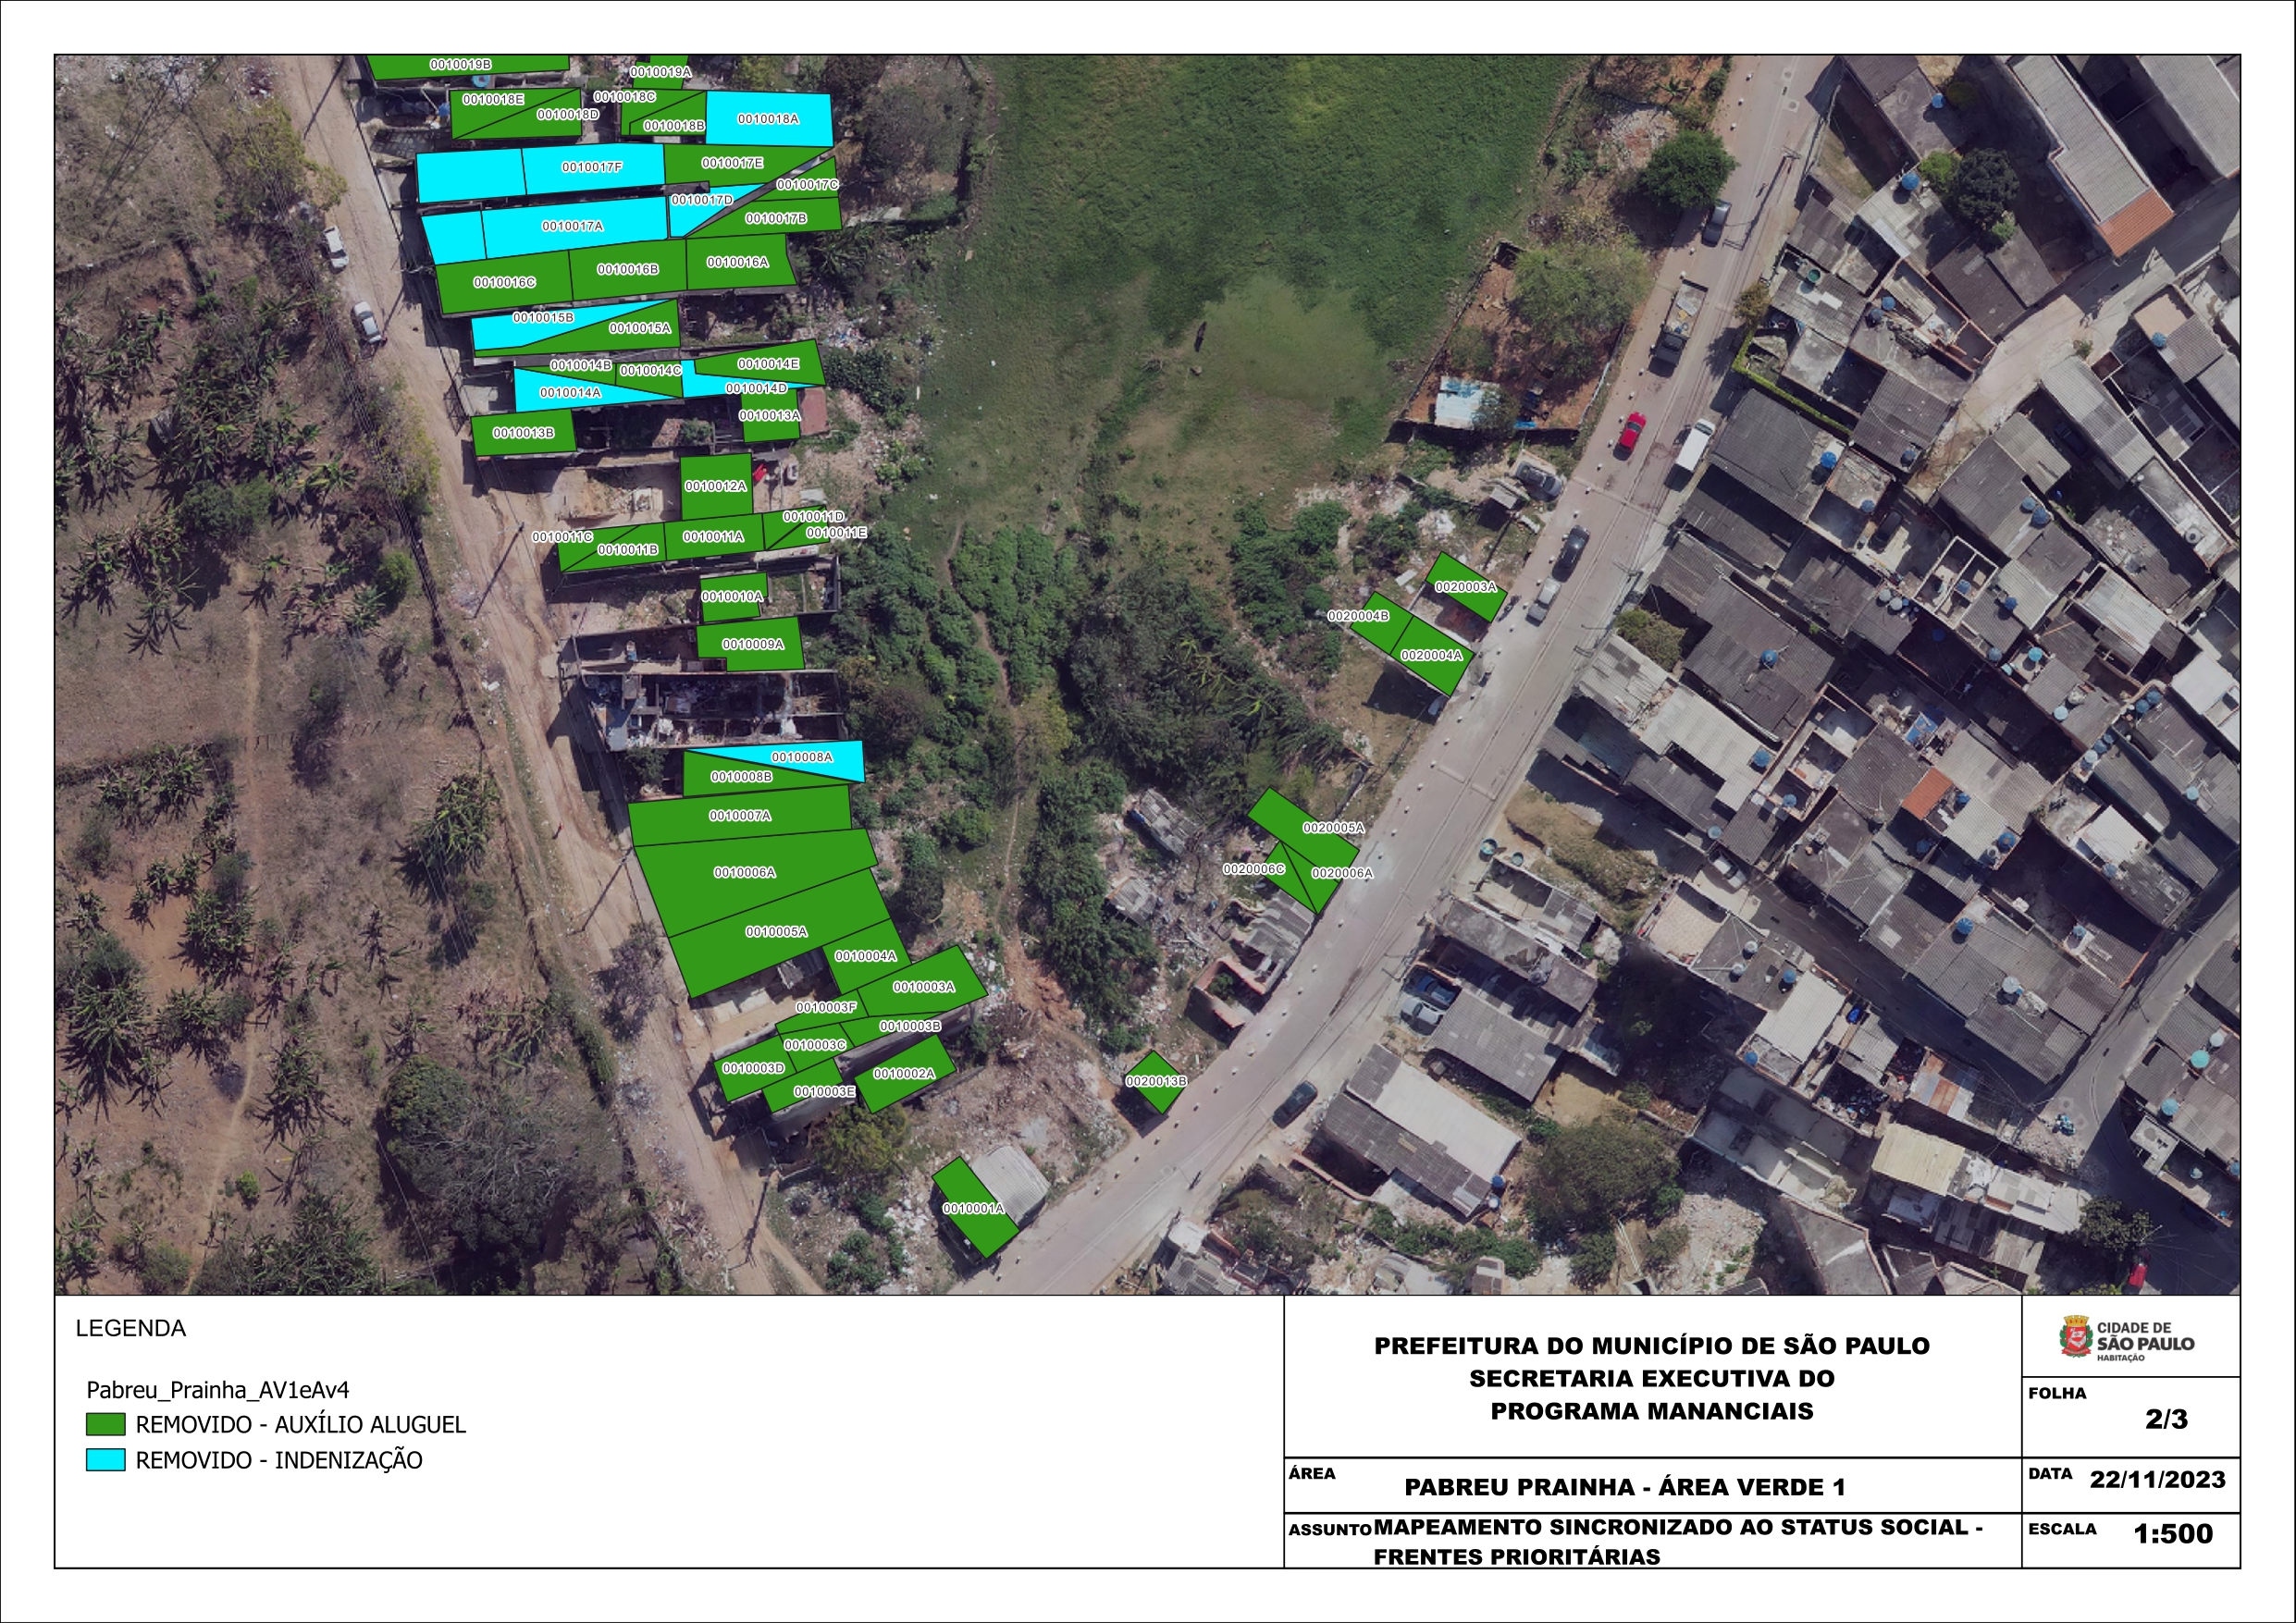 0010019B
0010019A
0010018E
0010018D
0010018C
0010018B
0010018A
0010017F
0010017E
0010017C
0010017D
0010017B
0010017A
0010016C
0010016B
0010016A
0010015B
0010015A
0010014B
0010014C
0010014E
0010014A
0010014D
0010013A
0010013B
0010012A
0010011C
0010011B
0010011A
0010011D
0010011E
0010010A
0010009A
0010008A
0010008B
0010007A
0010006A
0010005A
0010004A
0010003A
0010003F
0010003B
0010003C
0010003D
0010003E
0010002A
0010001A
0020003A
0020004B
0020004A
0020005A
0020006C
0020006A
0020013B
LEGENDA
Pabreu_Prainha_AV1eAv4
REMOVIDO - AUXÍLIO ALUGUEL
REMOVIDO - INDENIZAÇÃO
PREFEITURA DO MUNICÍPIO DE SÃO PAULO
SECRETARIA EXECUTIVA DO
PROGRAMA MANANCIAIS
ÁREA PABREU PRAINHA - ÁREA VERDE 1
ASSUNTO MAPEAMENTO SINCRONIZADO AO STATUS SOCIAL -
FRENTES PRIORITÁRIAS
CIDADE DE
SÃO PAULO
HABITAÇÃO
FOLHA
2/3
DATA 22/11/2023
ESCALA 1:500